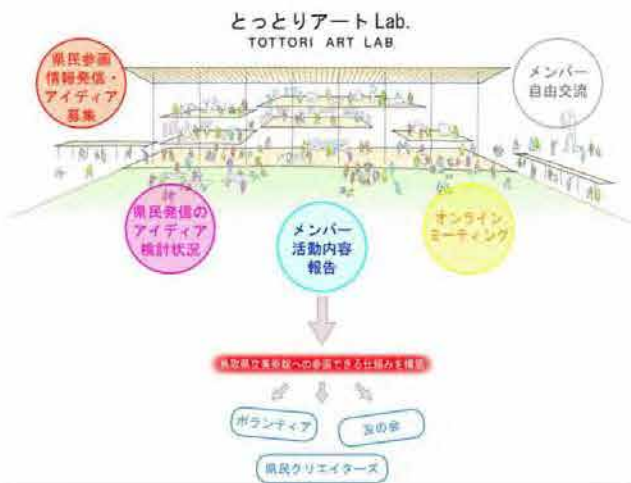 とっとりアートLab.
TOTTORI ART LAB
県民参画
情報発信・
アイディア
募集
メンバー
自由交流
県民発信の
アイディア
検討状況
メンバー
活動内容
報告
オンライン
ミーティング
鳥取県立美術館への参画できる仕組みを構築
ボランティア
友の会
県民クリエイターズ